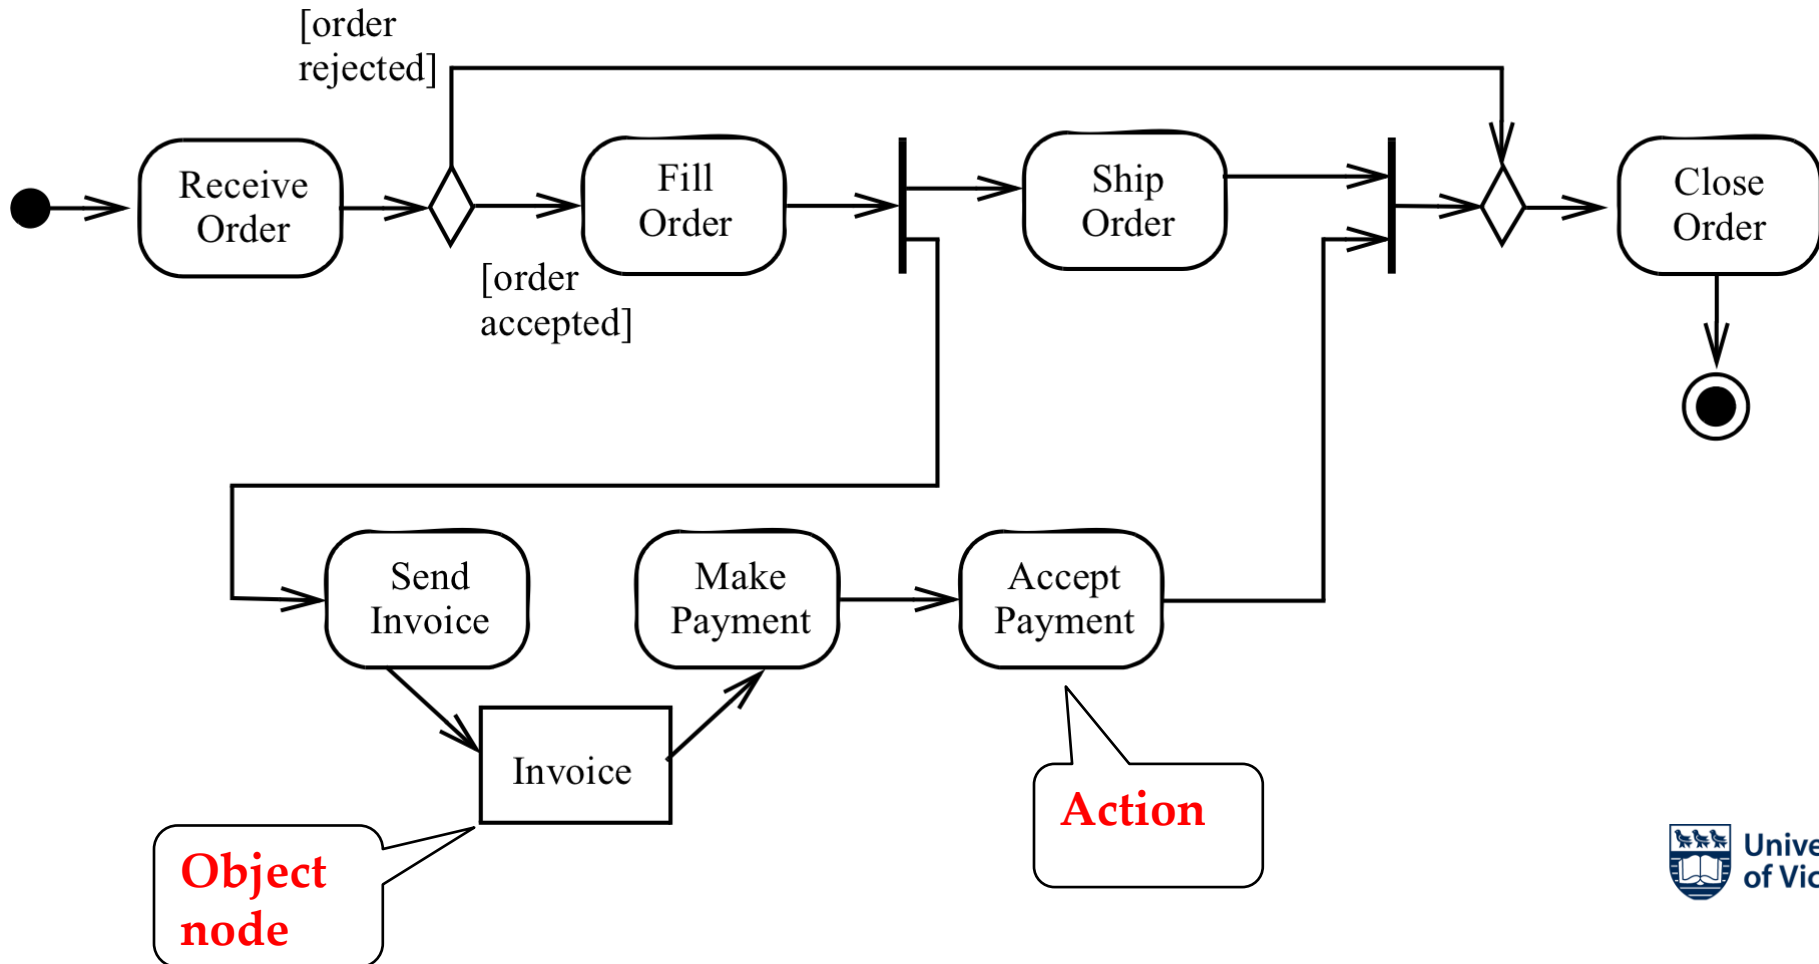 [order
rejected]
Receive
Order
Fill
Order
Ship
Order
Close
Order
[order
accepted]
Send
Invoice
Make
Payment
Accept
Payment
Invoice
Action
Object
node
of